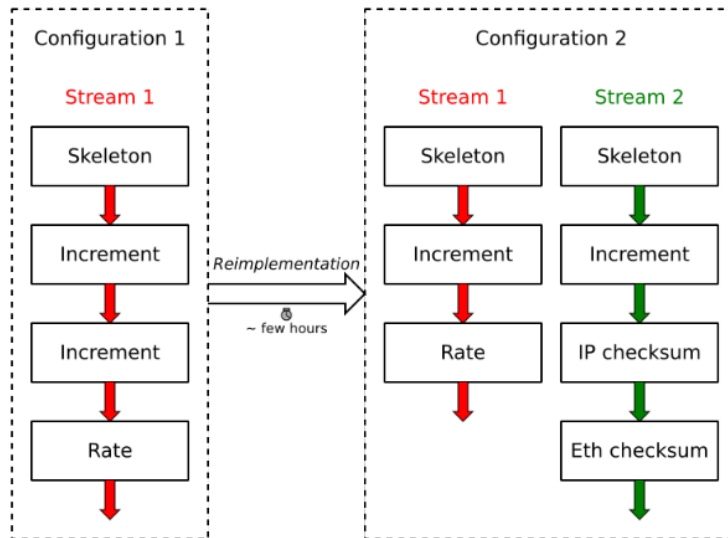 Configuration 1
Stream 1
Skeleton
Increment
Increment
Rate
Reimplementation
~ few hours
Configuration 2
Stream 1
Skeleton
Increment
Rate
Stream 2
Skeleton
Increment
IP checksum
Eth checksum